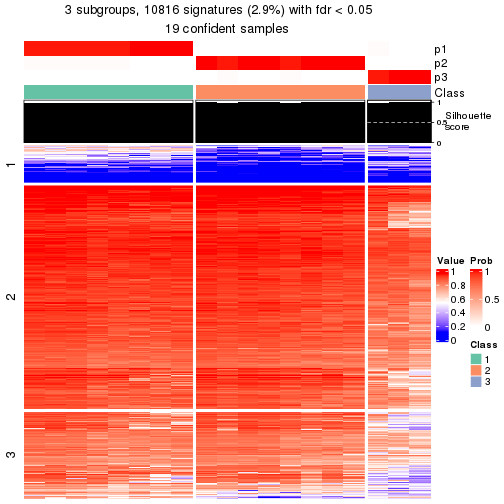 3 subgroups, 10816 signatures (2.9%) with fdr < 0.05
19 confident samples
p1
p2
p3
Class
1
0.5
0
Silhouette
score
1
2
3
Value
1
0.8
0.6
0.4
0.2
0
Prob
1
0.5
0
Class
1
2
3